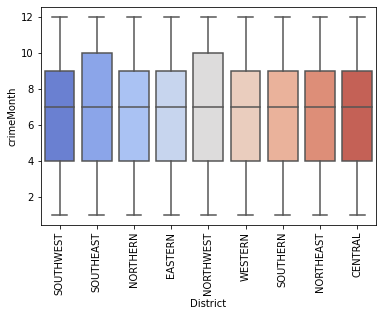 12
10
8
6
4
2
crimeMonth
SOUTHWEST
SOUTHEAST
NORTHERN
EASTERN
NORTHWEST
WESTERN
SOUTHERN
NORTHEAST
CENTRAL
District